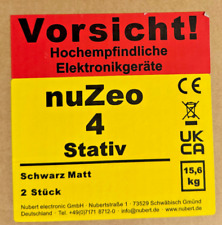 Vorsicht!
Hochempfindliche
Elektronikgeräte
nuZeo
4
Stativ
CE
UK
CA
Schwarz Matt
2 Stück
15,6
kg
Nubert electronic GmbH · Nubertstraße 1 · 73529 Schwäbisch Gmünd
Deutschland · Tel. +49(0)7171 8712-0 · info@nubert.de · www.nubert.de